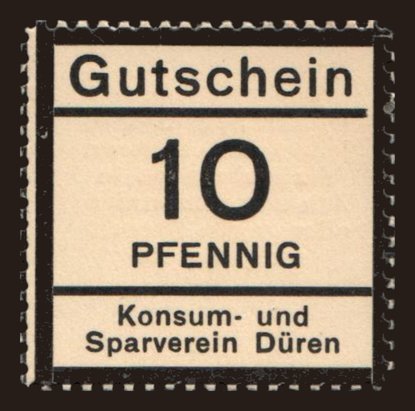 Gutschein
10
PFENNIG
Konsum- und
Sparverein Düren